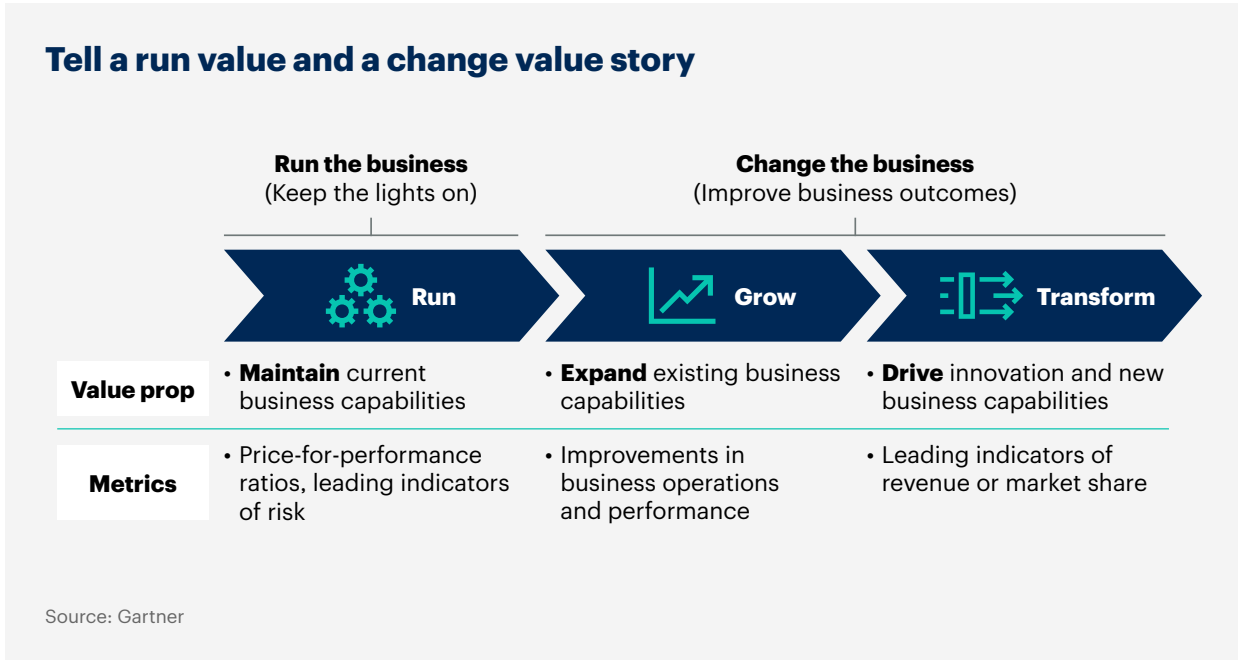 Tell a run value and a change value story
Run the business
(Keep the lights on)
Change the business
(Improve business outcomes)
Run
Grow
Transform
Value prop
• Maintain current
business capabilities
• Expand existing business
capabilities
• Drive innovation and new
business capabilities
Metrics
• Price-for-performance
ratios, leading indicators
of risk
• Improvements in
business operations
and performance
• Leading indicators of
revenue or market share
Source: Gartner